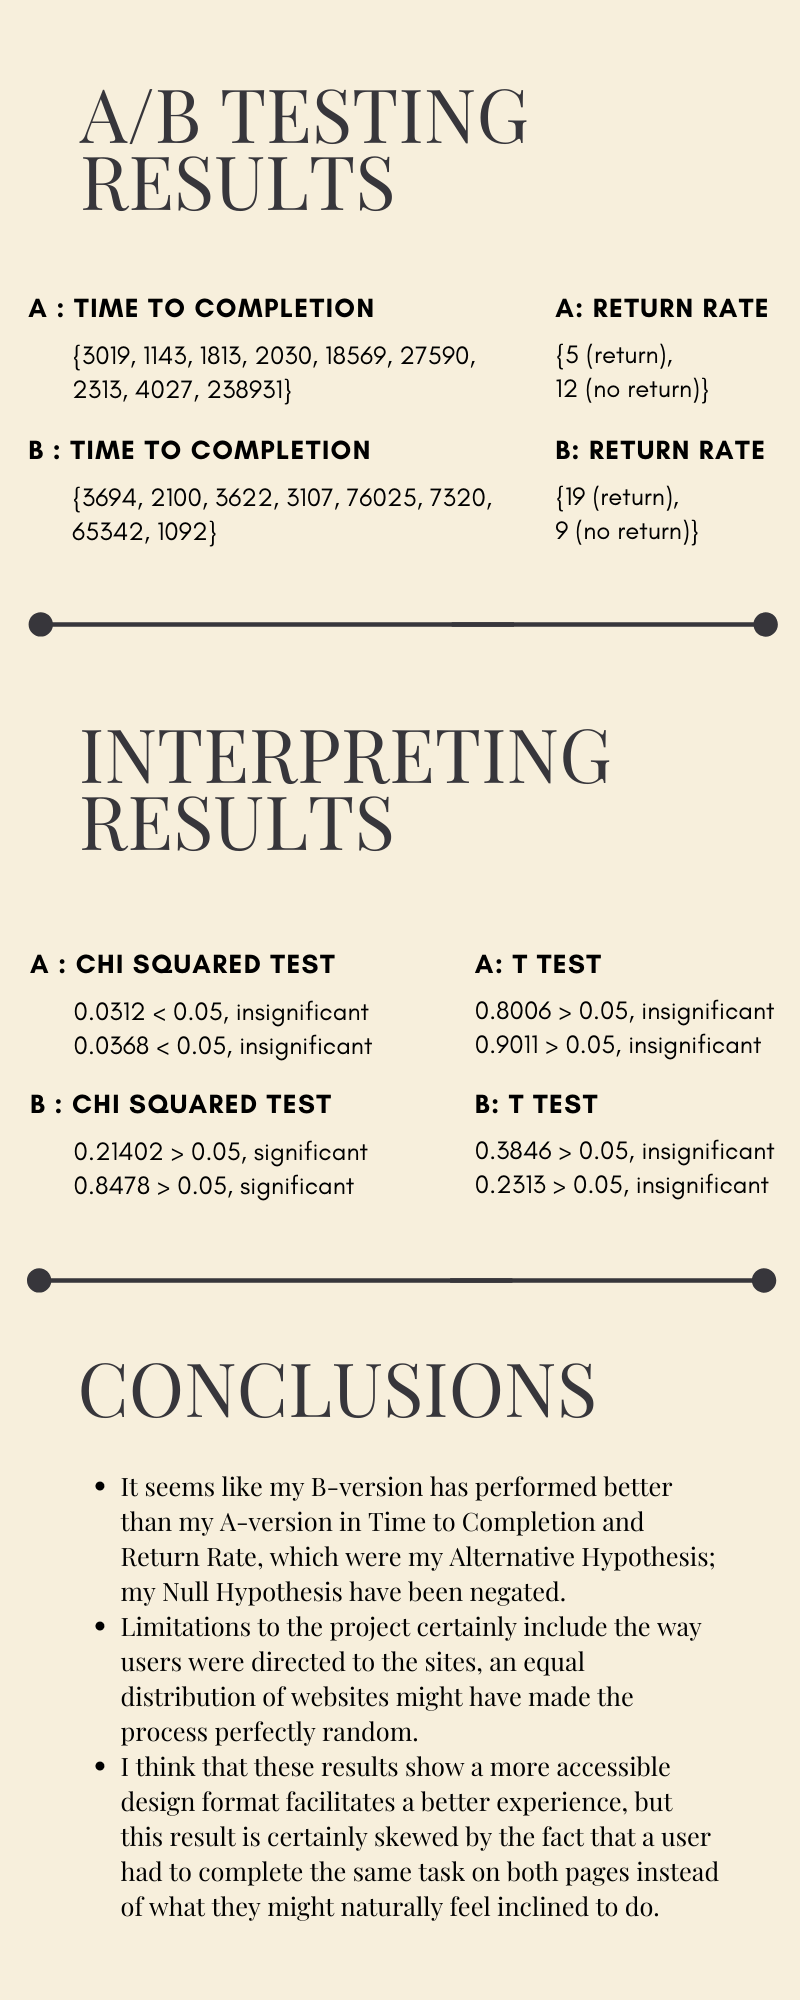 A/B TESTING
RESULTS
A : TIME TO COMPLETION
{3019, 1143, 1813, 2030, 18569, 27590,
2313, 4027, 238931}
A: RETURN RATE
{5 (return),
12 (no return)}
B : TIME TO COMPLETION
{3694, 2100, 3622, 3107, 76025, 7320,
65342, 1092}
B: RETURN RATE
{19 (return),
9 (no return)}
INTERPRETING
RESULTS
A : CHI SQUARED TEST
0.0312 < 0.05, insignificant
0.0368 < 0.05, insignificant
A: T TEST
0.8006 > 0.05, insignificant
0.9011 > 0.05, insignificant
B : CHI SQUARED TEST
0.21402 > 0.05, significant
0.8478 > 0.05, significant
B: T TEST
0.3846 > 0.05, insignificant
0.2313 > 0.05, insignificant
CONCLUSIONS
• It seems like my B-version has performed better
than my A-version in Time to Completion and
Return Rate, which were my Alternative Hypothesis;
my Null Hypothesis have been negated.
• Limitations to the project certainly include the way
users were directed to the sites, an equal
distribution of websites might have made the
process perfectly random.
• I think that these results show a more accessible
design format facilitates a better experience, but
this result is certainly skewed by the fact that a user
had to complete the same task on both pages instead
of what they might naturally feel inclined to do.